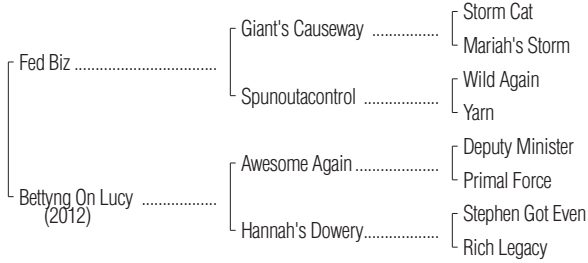 Storm Cat
Giant's Causeway ................
Mariah's Storm
Fed Biz ..................................
Wild Again
Spunoutacontrol ..................
Yarn
Deputy Minister
Awesome Again ....................
Primal Force
Bettyng On Lucy ..................
(2012)
Stephen Got Even
Hannah's Dowery..................
Rich Legacy